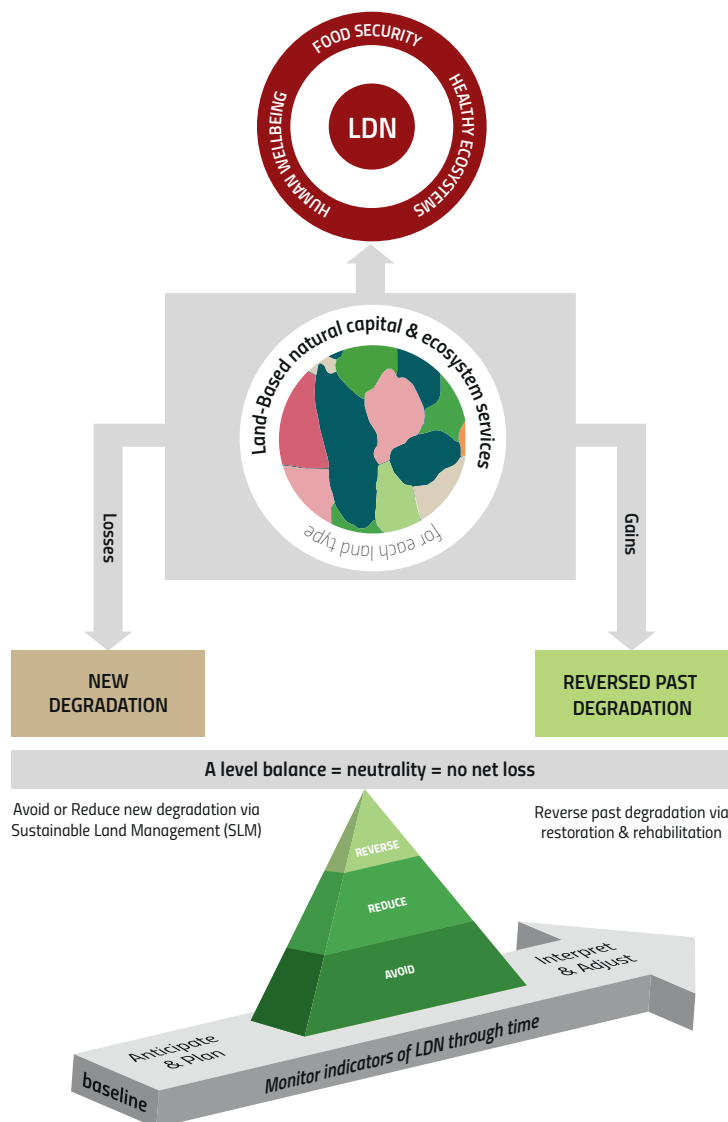 FOOD SECURITY
HUMAN WELLBEING
HEALTHY ECOSYSTEMS
LDN
Land-Based natural capital & ecosystem services
for each land type
Losses
Gains
NEW
DEGRADATION
REVERSED PAST
DEGRADATION
A level balance = neutrality = no net loss
Avoid or Reduce new degradation via
Sustainable Land Management (SLM)
Reverse past degradation via
restoration & rehabilitation
REVERSE
REDUCE
AVOID
Interpret
& Adjust
Anticipate
& Plan
Monitor indicators of LDN through time
baseline